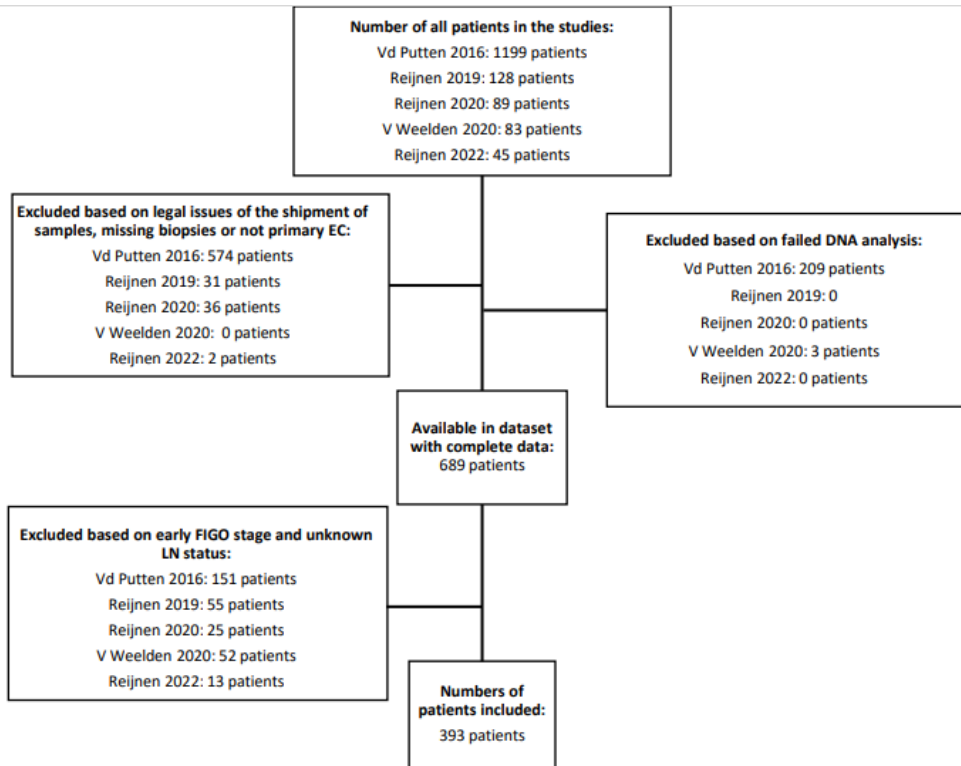 Number of all patients in the studies:
Vd Putten 2016: 1199 patients
Reijnen 2019: 128 patients
Reijnen 2020: 89 patients
V Weelden 2020: 83 patients
Reijnen 2022: 45 patients
Excluded based on legal issues of the shipment of
samples, missing biopsies or not primary EC:
Vd Putten 2016: 574 patients
Reijnen 2019: 31 patients
Reijnen 2020: 36 patients
V Weelden 2020: 0 patients
Reijnen 2022: 2 patients
Excluded based on failed DNA analysis:
Vd Putten 2016: 209 patients
Reijnen 2019: 0
Reijnen 2020: 0 patients
V Weelden 2020: 3 patients
Reijnen 2022: 0 patients
Available in dataset
with complete data:
689 patients
Excluded based on early FIGO stage and unknown
LN status:
Vd Putten 2016: 151 patients
Reijnen 2019: 55 patients
Reijnen 2020: 25 patients
V Weelden 2020: 52 patients
Reijnen 2022: 13 patients
Numbers of
patients included:
393 patients